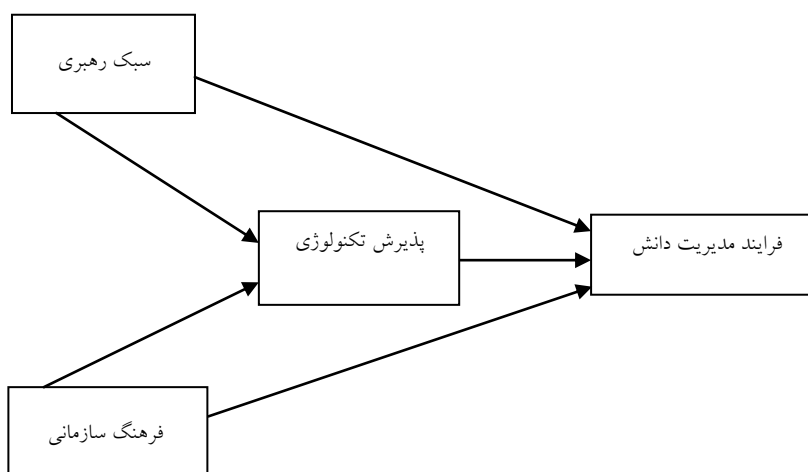 سبک رهبری
پذیرش تکنولوژی
فرایند مدیریت دانش
فرهنگ سازمانی